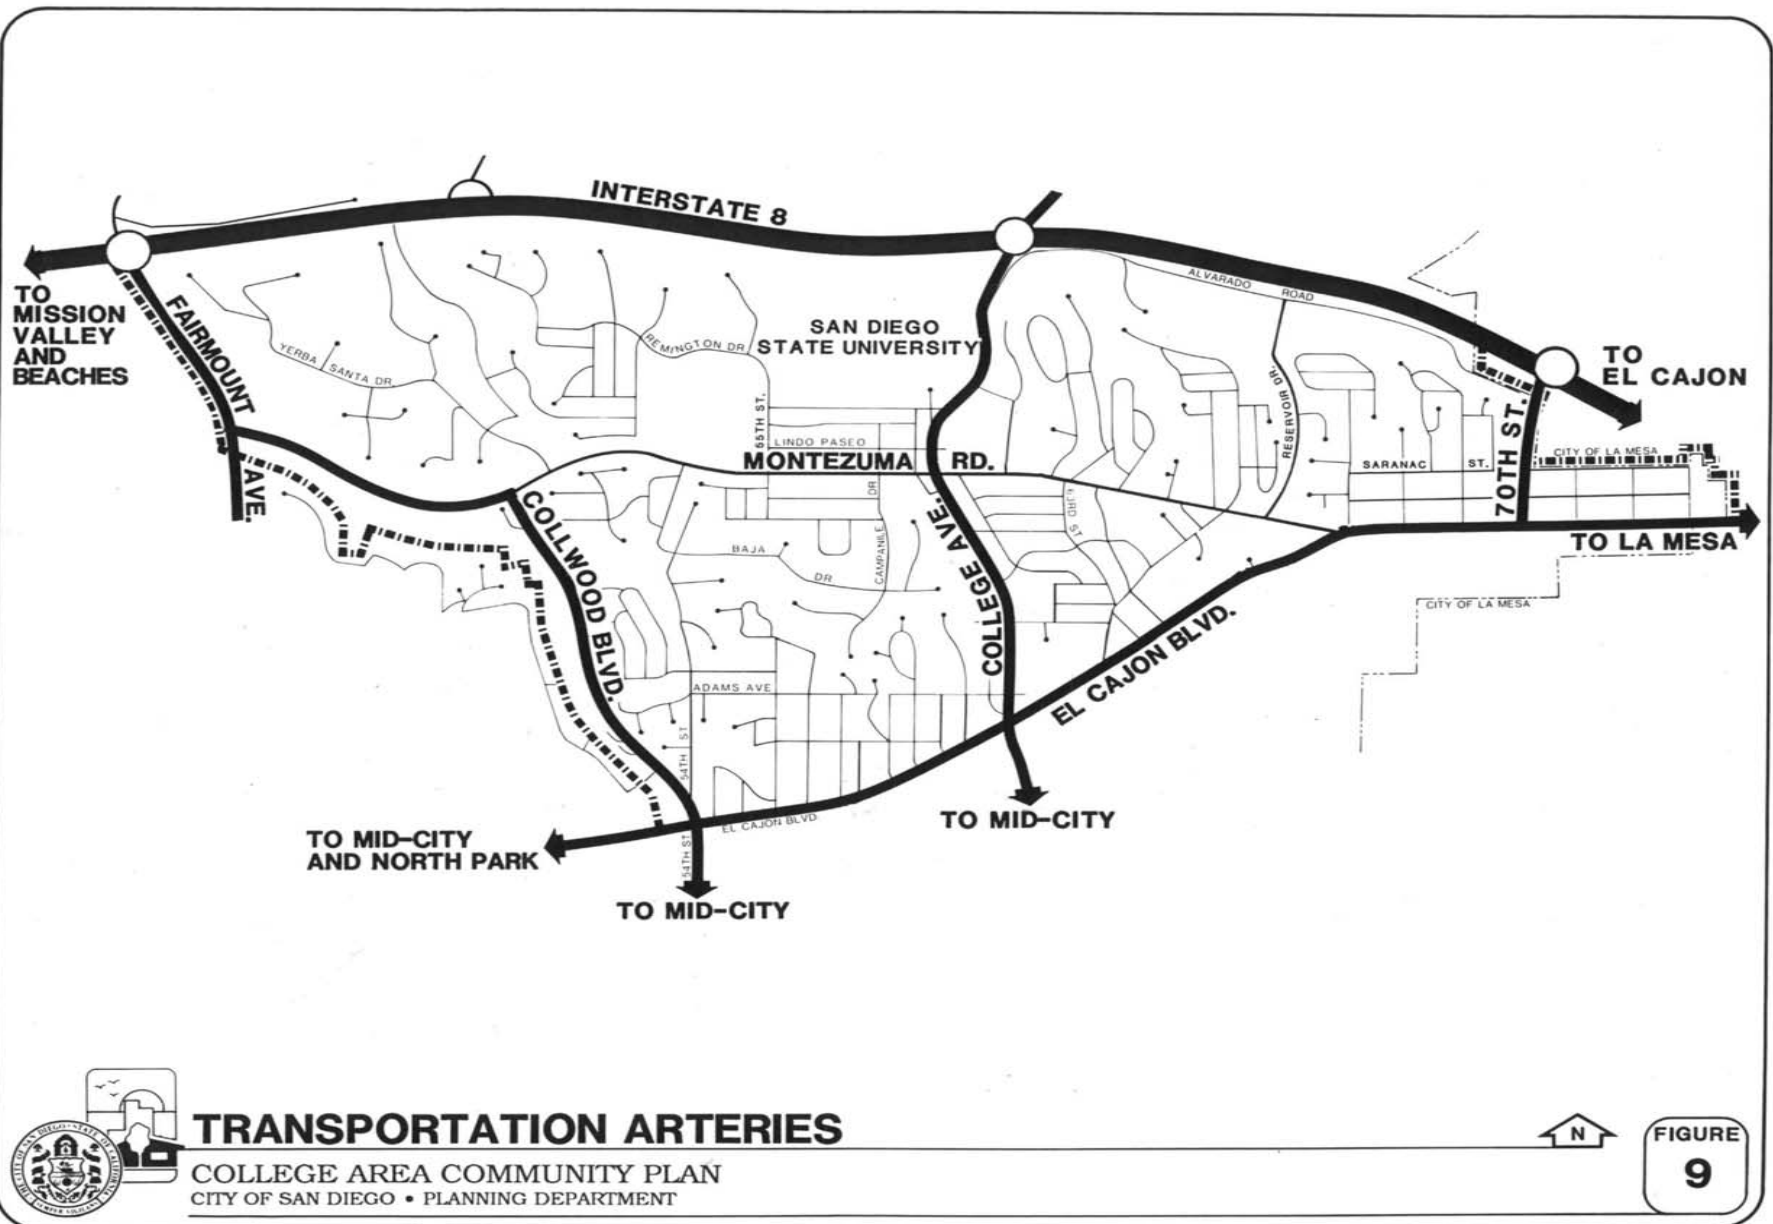 INTERSTATE 8
TO
MISSION
VALLEY
AND
BEACHES
FAIRMOUNT
AVE.
YERBA
SANTA DR.
REMINGTON DR.
SAN DIEGO
STATE UNIVERSITY
ALVARADO
ROAD
TO
EL CAJON
55TH ST.
LINDO PASEO
MONTEZUMA RD.
RESERVOIR DR.
SARANAC ST.
70TH ST.
CITY OF LA MESA
TO LA MESA
CITY OF LA MESA
COLLWOOD BLVD.
BAJA
DR
CAMPANILE
DR
COLLEGE AVE.
63RD ST
ADAMS AVE
54TH ST
EL CAJON BLVD.
EL CAJON BLVD
54TH ST
TO MID-CITY
AND NORTH PARK
TO MID-CITY
TO MID-CITY
TRANSPORTATION ARTERIES
COLLEGE AREA COMMUNITY PLAN
CITY OF SAN DIEGO • PLANNING DEPARTMENT
N
FIGURE
9